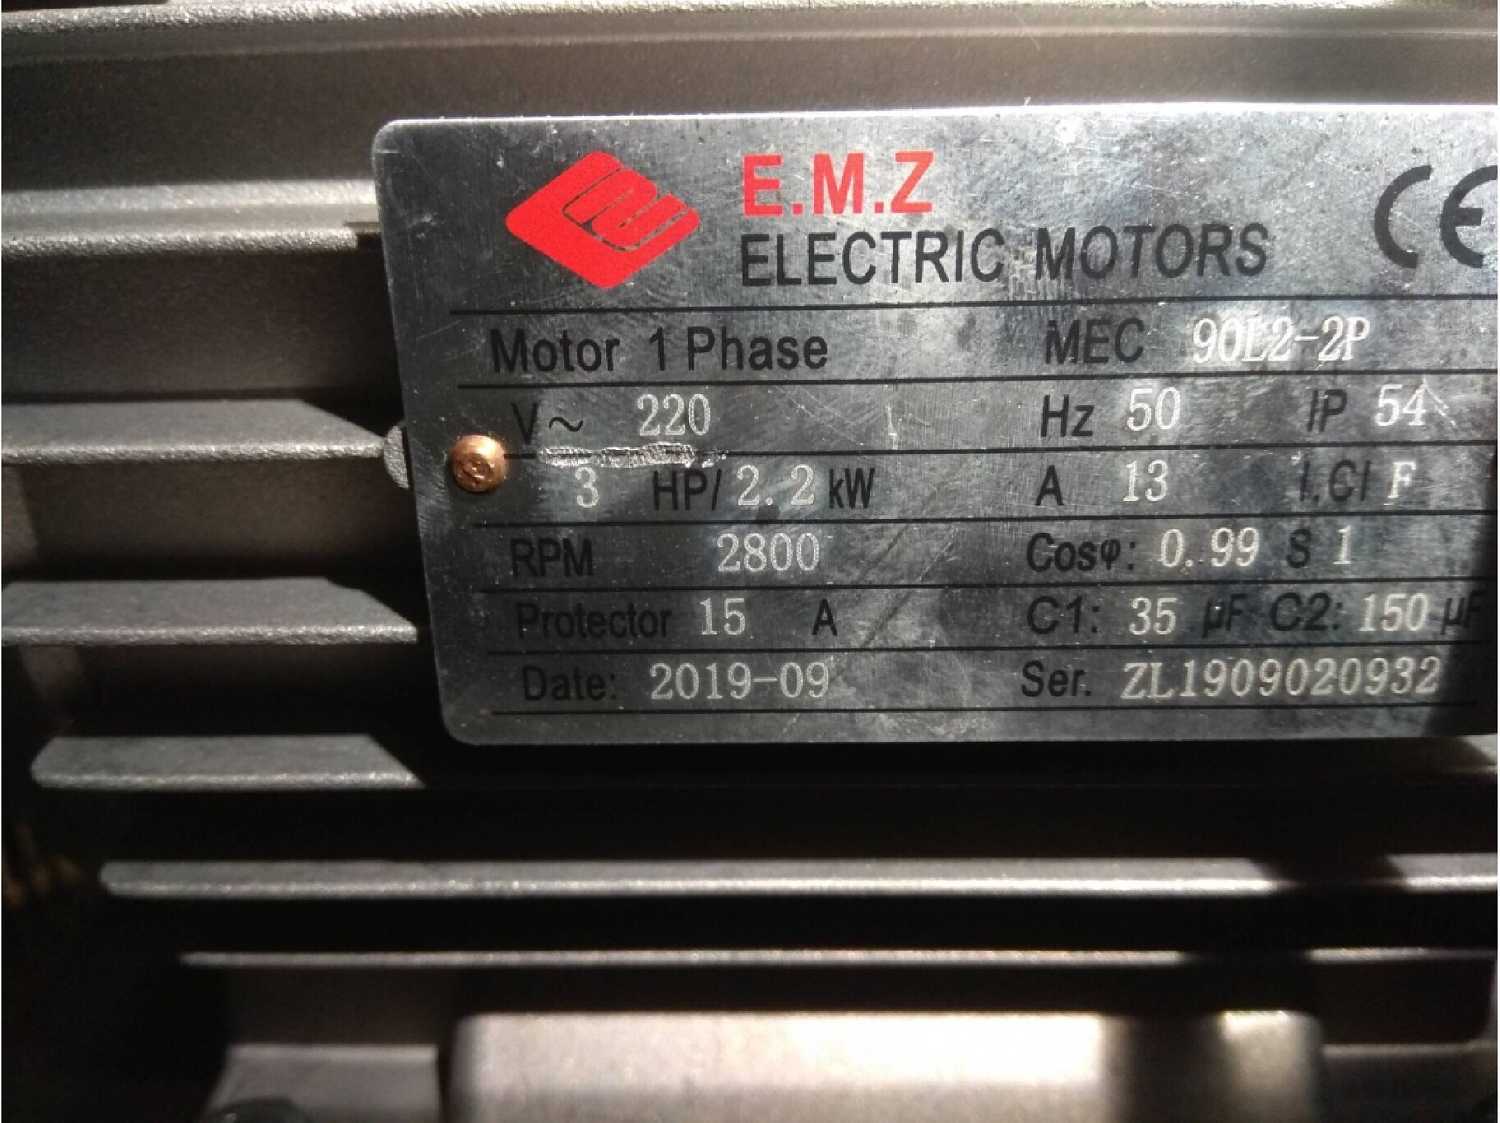 E.M.Z
ELECTRIC MOTORS CE
Motor 1 Phase MEC 90L2-2P
V~ 220 Hz 50 IP 54
3 HP/2.2 kW A 13 I.Cl F
RPM 2800 Cosφ: 0.99 S 1
Protector 15 A C1: 35 µF C2: 150 µF
Date: 2019-09 Ser. ZL1909020932